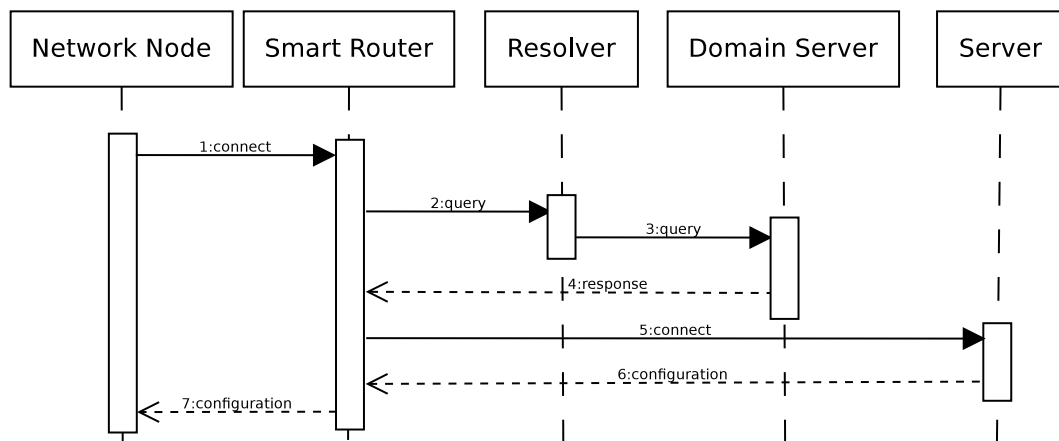 Network Node
Smart Router
Resolver
Domain Server
Server
1:connect
2:query
3:query
4:response
5:connect
6:configuration
7:configuration